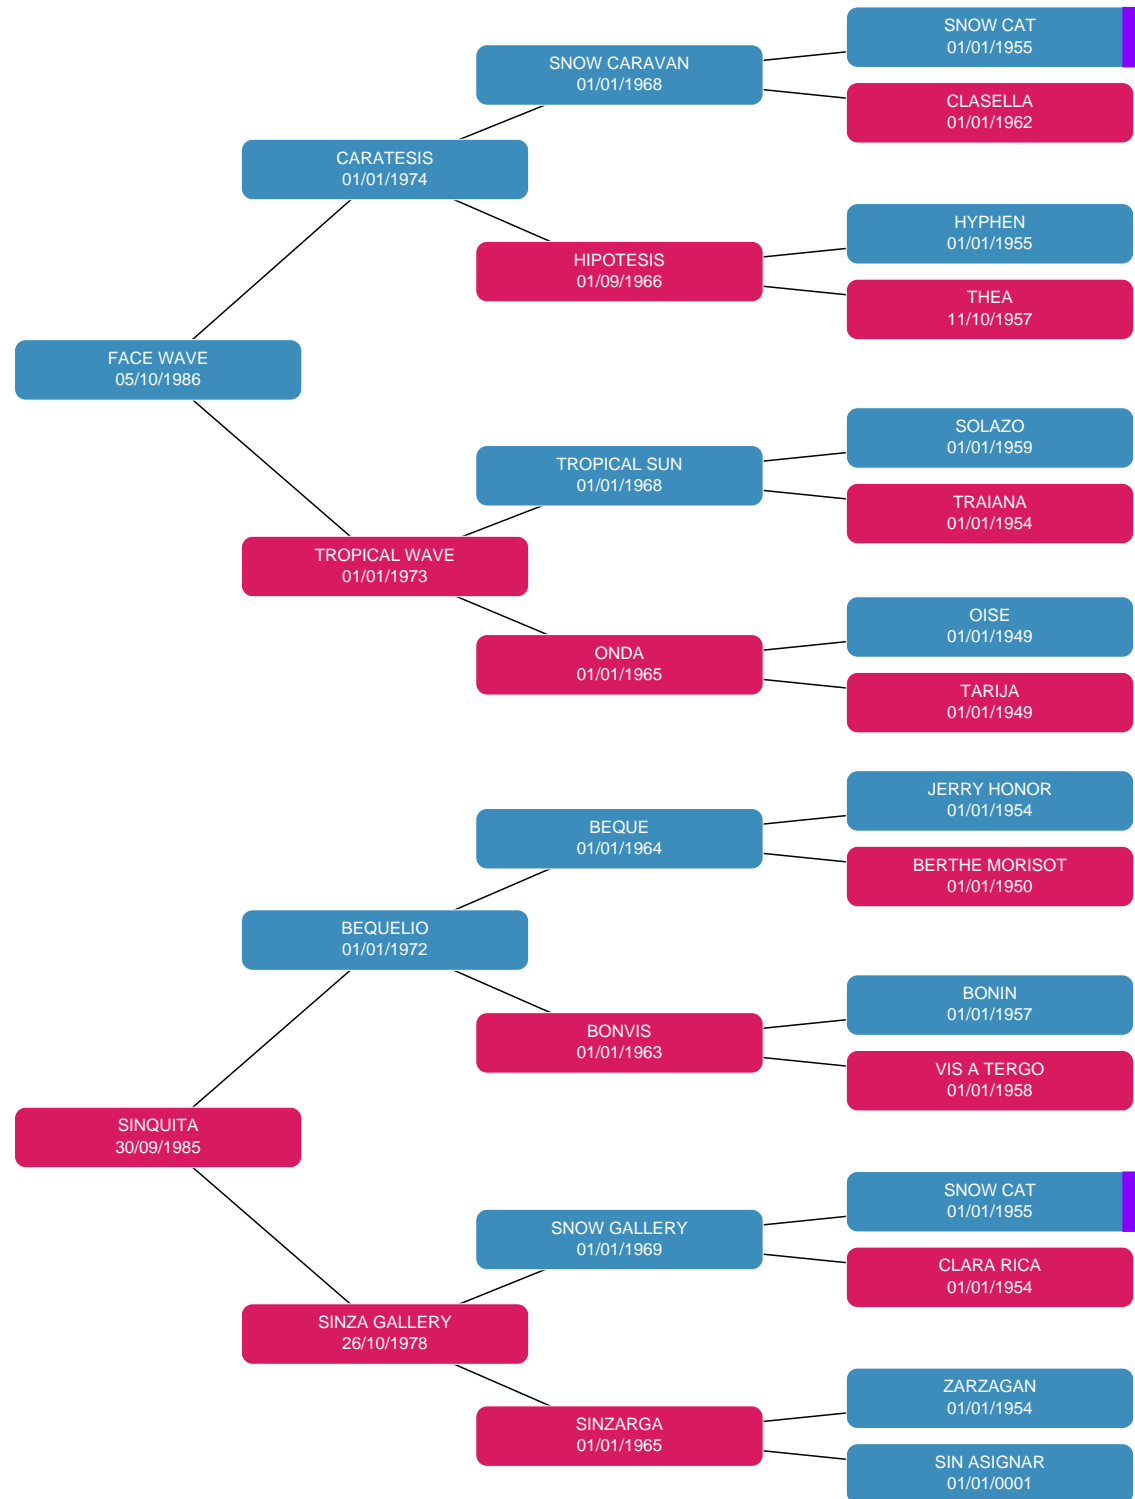 SNOW CAT
01/01/1955
SNOW CARAVAN
01/01/1968
CLASELLA
01/01/1962
CARATESIS
01/01/1974
HYPHEN
01/01/1955
HIPOTESIS
01/09/1966
THEA
11/10/1957
FACE WAVE
05/10/1986
SOLAZO
01/01/1959
TROPICAL SUN
01/01/1968
TRAIANA
01/01/1954
TROPICAL WAVE
01/01/1973
OISE
01/01/1949
ONDA
01/01/1965
TARIJA
01/01/1949
JERRY HONOR
01/01/1954
BEQUE
01/01/1964
BERTHE MORISOT
01/01/1950
BEQUELIO
01/01/1972
BONIN
01/01/1957
BONVIS
01/01/1963
VIS A TERGO
01/01/1958
SINQUITA
30/09/1985
SNOW CAT
01/01/1955
SNOW GALLERY
01/01/1969
CLARA RICA
01/01/1954
SINZA GALLERY
26/10/1978
ZARZAGAN
01/01/1954
SINZARGA
01/01/1965
SIN ASIGNAR
01/01/0001